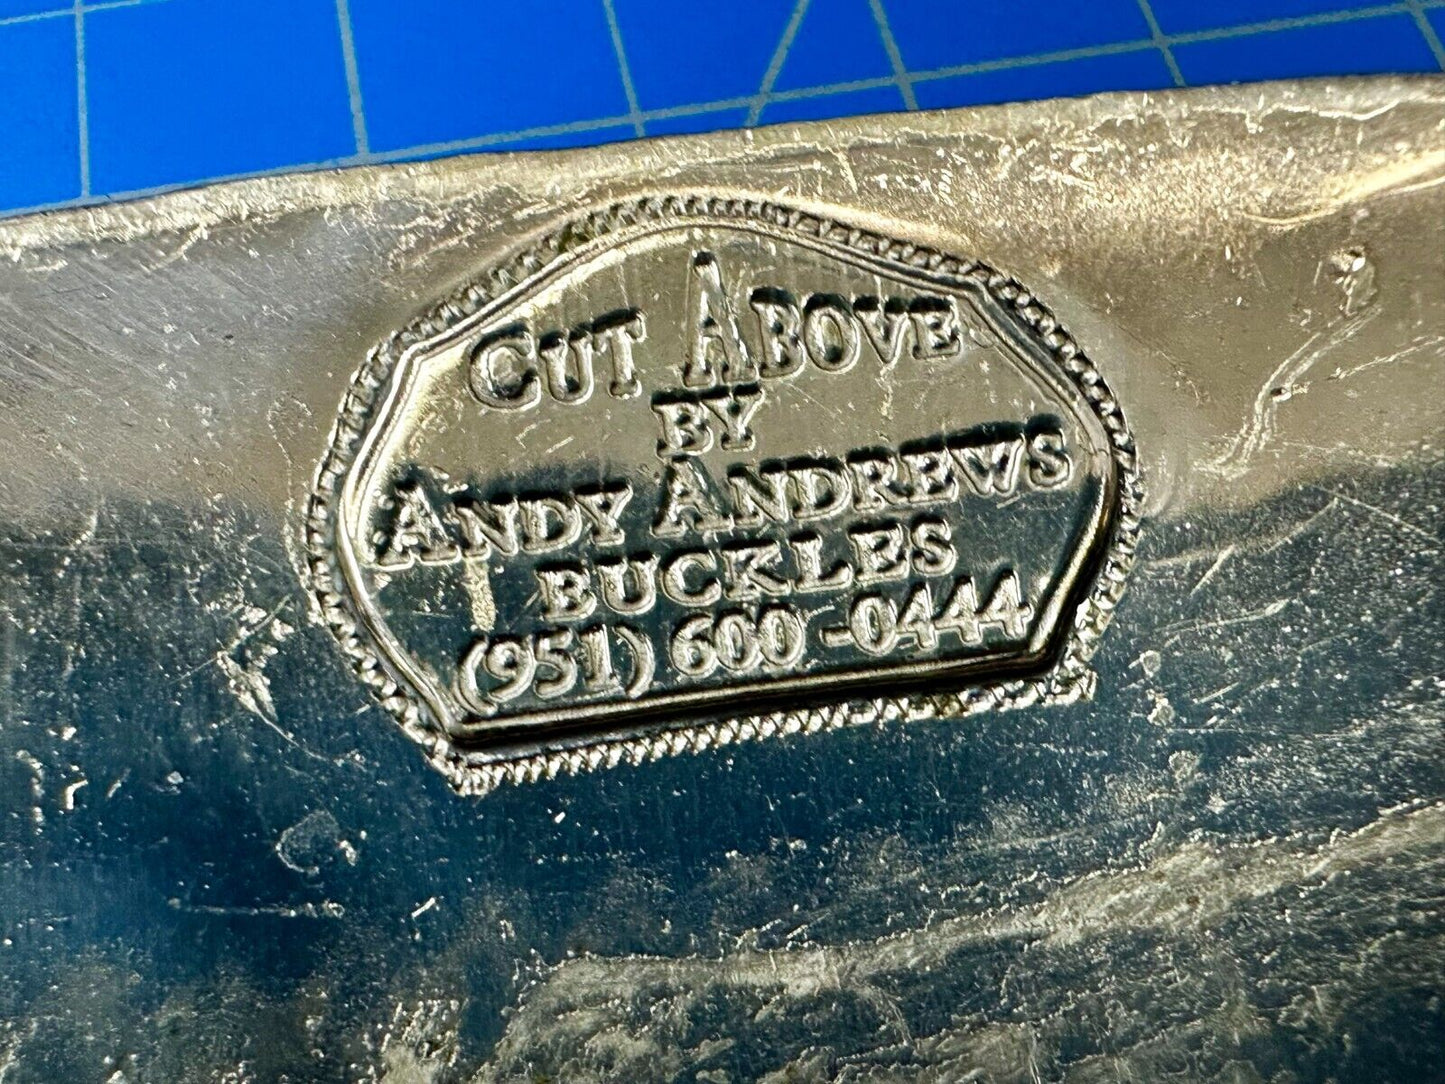 CUT ABOVE
BY
ANDY ANDREWS
BUCKLES
(951) 600-0444